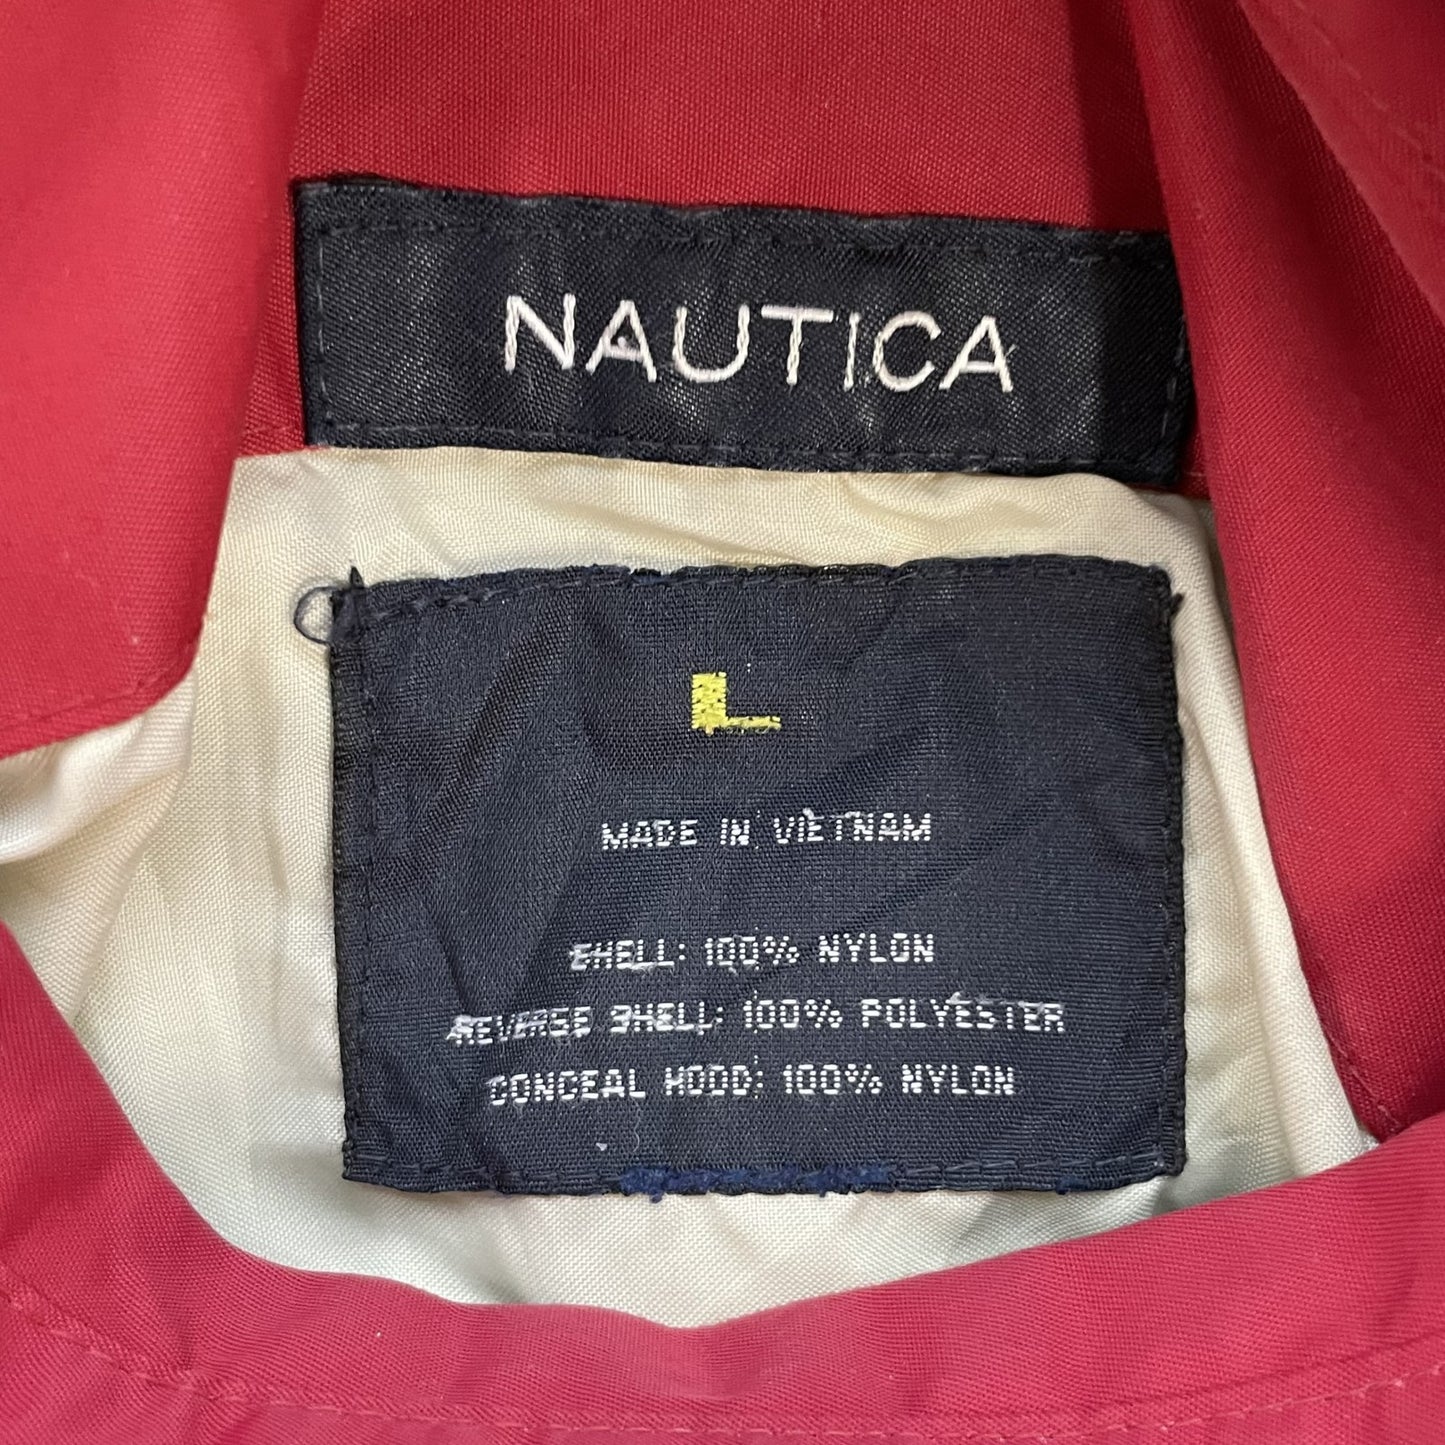 NAUTICA
L
MADE IN VIETNAM
SHELL: 100% NYLON
REVERSE SHELL: 100% POLYESTER
CONCEAL HOOD: 100% NYLON